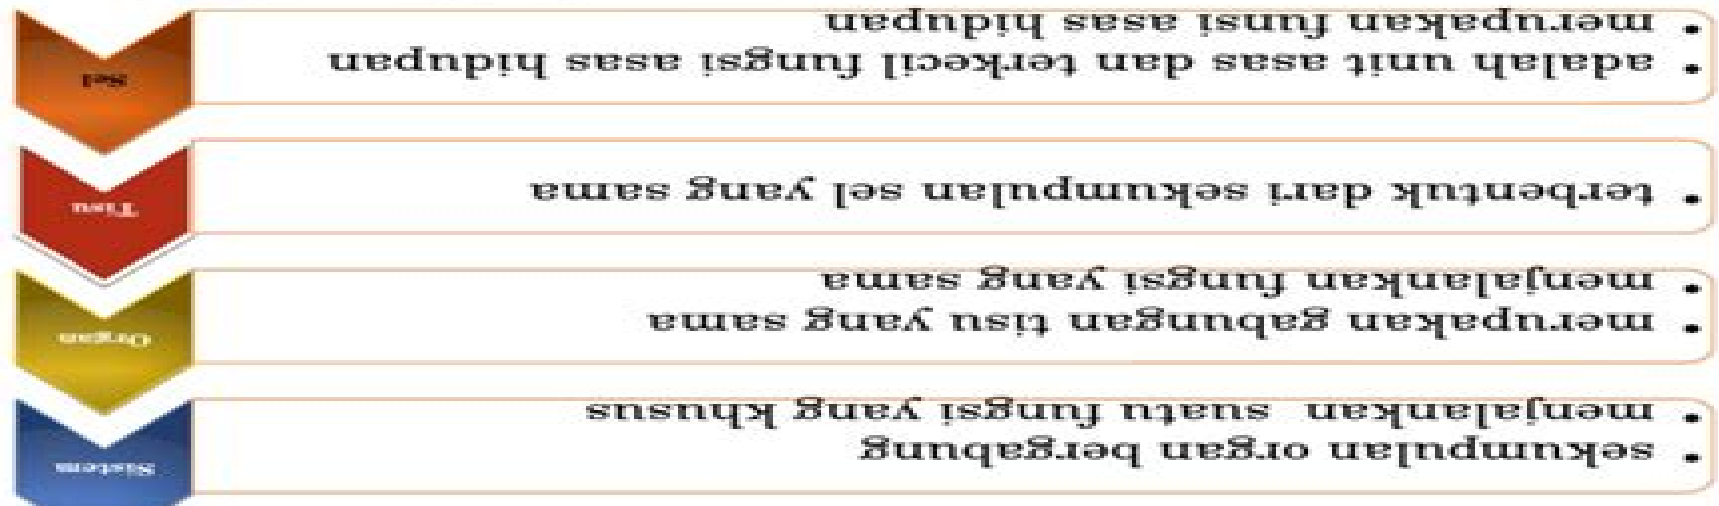 Sistem
• sekumpulan organ bergabung
• menjalankan suatu fungsi yang khusus
Organ
• merupakan gabungan tisu yang sama
• menjalankan fungsi yang sama
Tisu
• terbentuk dari sekumpulan sel yang sama
Sel
• adalah unit asas dan terkecil fungsi asas hidupan
• merupakan funsi asas hidupan